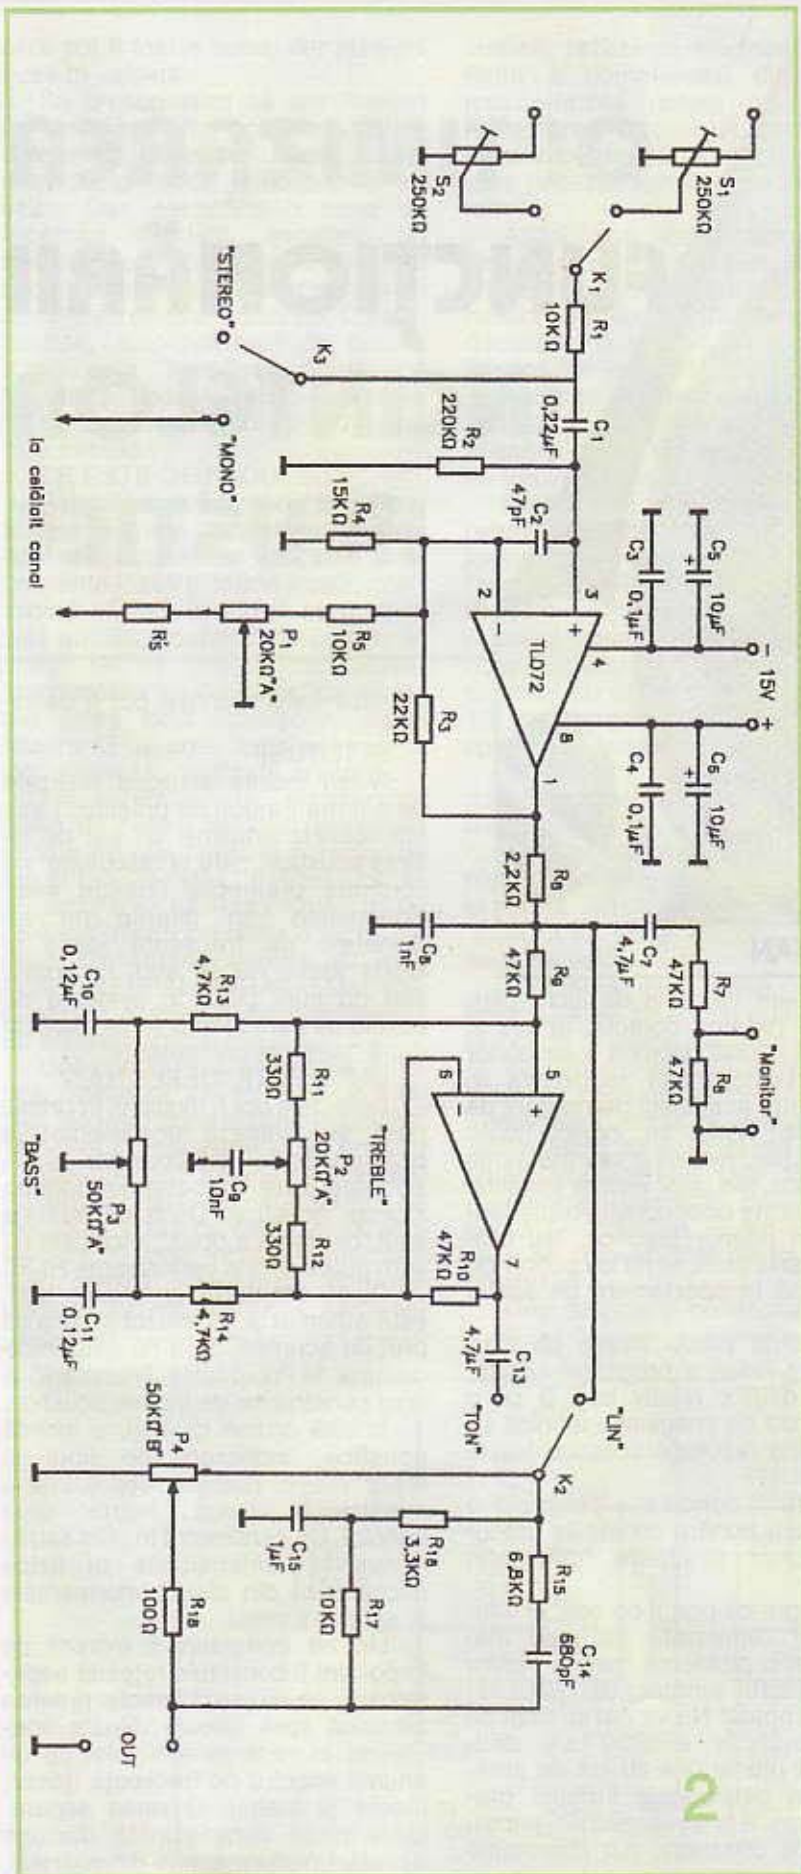 S1
250KΩ
S2
250KΩ
K1
R1
10KΩ
"STEREO"
K3
"MONO"
la celălalt canal
C1
0,22µF
R2
220KΩ
C2
47pF
R4
15KΩ
R5
10KΩ
P1
20KΩ"A"
R'5
R3
22KΩ
2
3
-
+
TL072
4
8
1
C5
+
10µF
C3
0,1µF
-
15V
+
C6
+
10µF
C4
0,1µF
R6
2,2KΩ
C8
1nF
R9
47KΩ
C7
4,7µF
R7
47KΩ
"Monitor"
R8
47KΩ
5
6
+
-
7
R13
4,7KΩ
C10
0,12µF
R11
330Ω
"TREBLE"
P2
20KΩ"A"
C9
10nF
R12
330Ω
P3
50KΩ"A"
"BASS"
R10
47KΩ
R14
4,7KΩ
C11
0,12µF
C13
4,7µF
"TON"
"LIN"
K2
P4
50KΩ"B"
R15
6,8KΩ
C14
680pF
R16
3,3KΩ
C15
1µF
R17
10KΩ
R18
100Ω
OUT
2